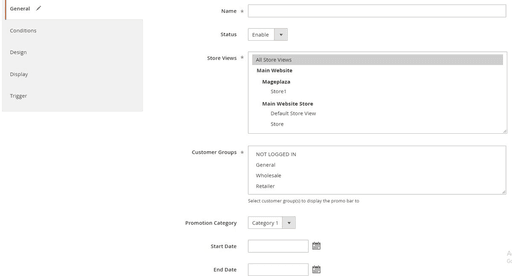 General
Conditions
Design
Display
Trigger
Name *
Status
Enable
Store Views *
All Store Views
Main Website
Mageplaza
Store1
Main Website Store
Default Store View
Store
Customer Groups *
NOT LOGGED IN
General
Wholesale
Retailer
Select customer group(s) to display the promo bar to
Promotion Category
Category 1
Start Date
End Date